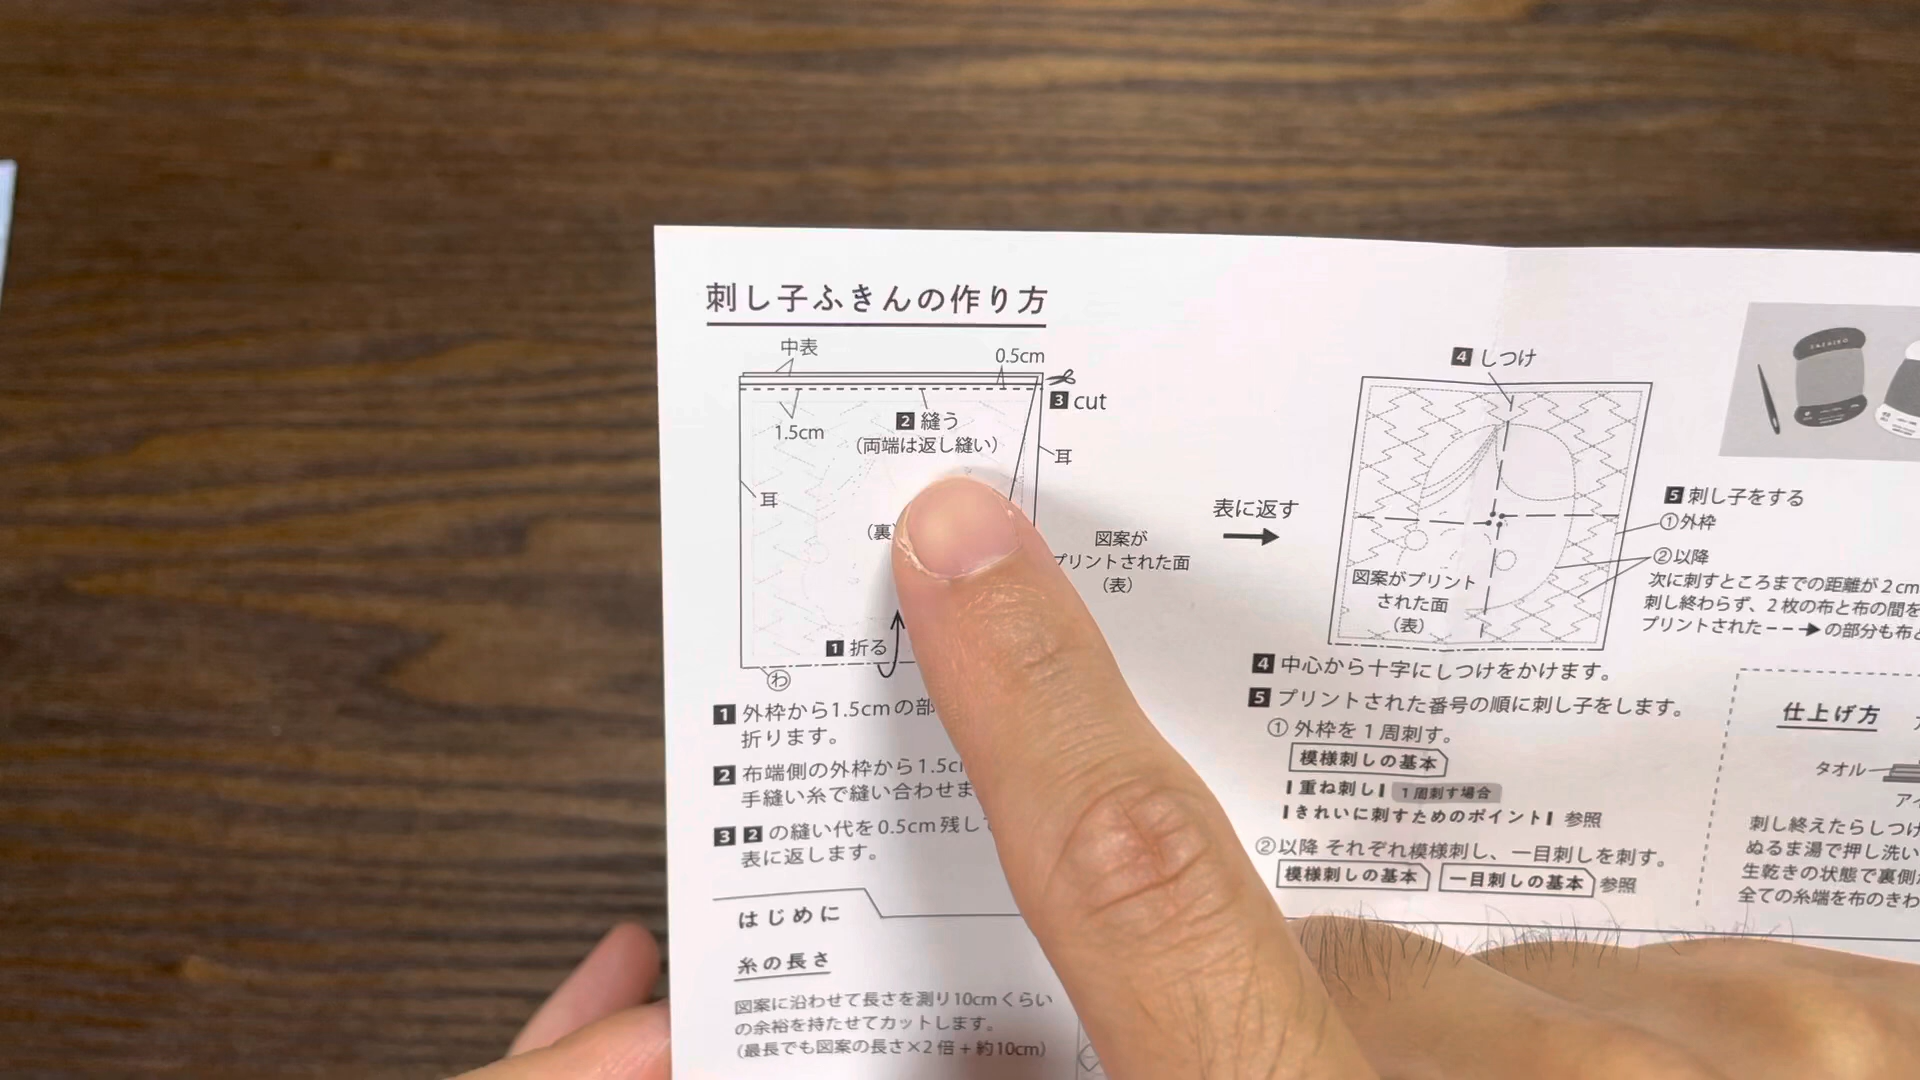 刺し子ふきんの作り方
中表
0.5cm
3 cut
1.5cm
2 縫う
(両端は返し縫い)
耳
耳
(裏)
図案が
プリントされた面
(表)
1 折る
わ
1 外枠から1.5cmの部
折ります。
2 布端側の外枠から1.5c
手縫い糸で縫い合わせま
3 2 の縫い代を0.5cm残して
表に返します。
表に返す
4 しつけ
図案がプリント
された面
(表)
5 刺し子をする
①外枠
②以降
次に刺すところまでの距離が2cm
刺し終わらず、2枚の布と布の間を
プリントされた --➔ の部分も布と
4 中心から十字にしつけをかけます。
5 プリントされた番号の順に刺し子をします。
① 外枠を1周刺す。
模様刺しの基本
重ね刺し 1周刺す場合
きれいに刺すためのポイント 参照
②以降 それぞれ模様刺し、一目刺しを刺す。
模様刺しの基本 一目刺しの基本 参照
SASHIKO
仕上げ方
タオル
アイ
刺し終えたらしつけ
ぬるま湯で押し洗い
生乾きの状態で裏側
全ての糸端を布のきわ
はじめに
糸の長さ
図案に沿わせて長さを測り10cmくらい
の余裕を持たせてカットします。
(最長でも図案の長さ×2倍+約10cm)